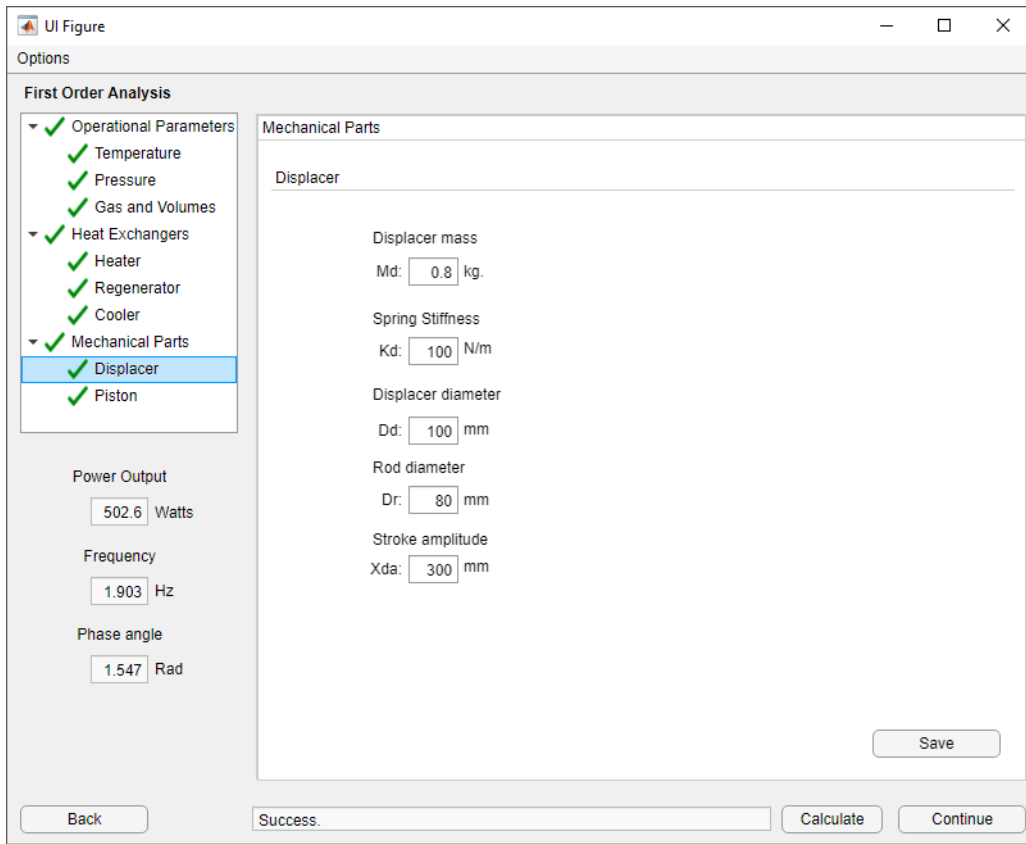 UI Figure
Options
First Order Analysis
Operational Parameters
Temperature
Pressure
Gas and Volumes
Heat Exchangers
Heater
Regenerator
Cooler
Mechanical Parts
Displacer
Piston
Power Output
502.6 Watts
Frequency
1.903 Hz
Phase angle
1.547 Rad
Mechanical Parts
Displacer
Displacer mass
Md: 0.8 kg.
Spring Stiffness
Kd: 100 N/m
Displacer diameter
Dd: 100 mm
Rod diameter
Dr: 80 mm
Stroke amplitude
Xda: 300 mm
Save
Back
Success.
Calculate
Continue